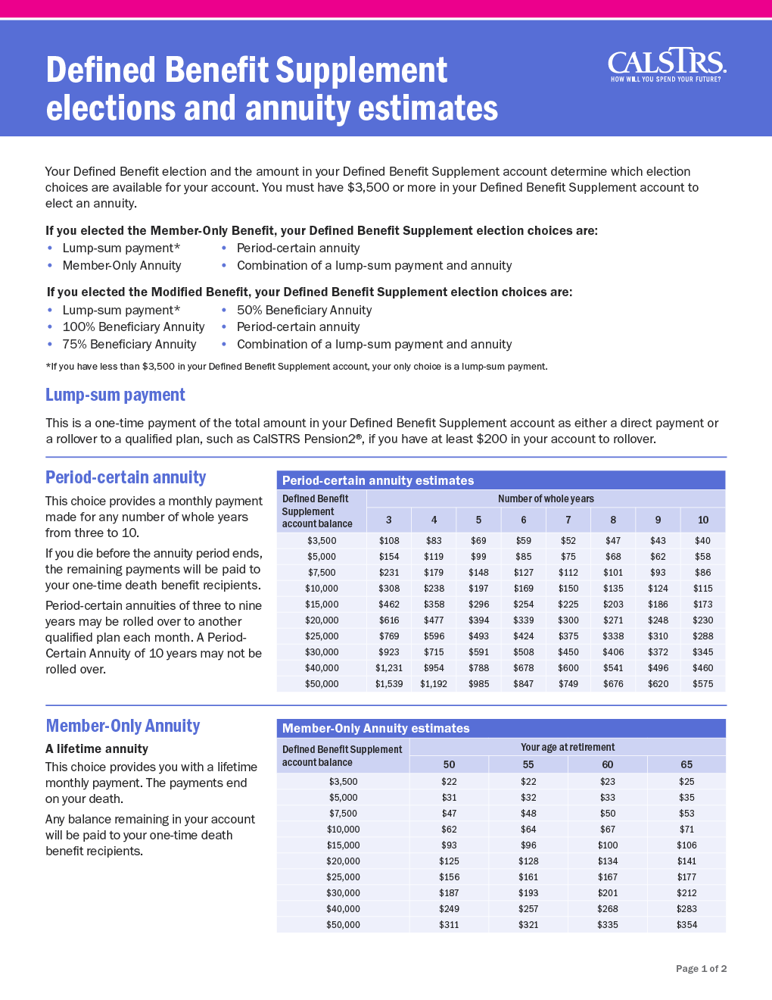 Defined Benefit Supplement
elections and annuity estimates
CALSTRS.
HOW WILL YOU SPEND YOUR FUTURE?
Your Defined Benefit election and the amount in your Defined Benefit Supplement account determine which election
choices are available for your account. You must have $3,500 or more in your Defined Benefit Supplement account to
elect an annuity.
If you elected the Member-Only Benefit, your Defined Benefit Supplement election choices are:
• Lump-sum payment* • Period-certain annuity
• Member-Only Annuity • Combination of a lump-sum payment and annuity
If you elected the Modified Benefit, your Defined Benefit Supplement election choices are:
• Lump-sum payment* • 50% Beneficiary Annuity
• 100% Beneficiary Annuity • Period-certain annuity
• 75% Beneficiary Annuity • Combination of a lump-sum payment and annuity
*If you have less than $3,500 in your Defined Benefit Supplement account, your only choice is a lump-sum payment.
Lump-sum payment
This is a one-time payment of the total amount in your Defined Benefit Supplement account as either a direct payment or
a rollover to a qualified plan, such as CalSTRS Pension2®, if you have at least $200 in your account to rollover.
Period-certain annuity
This choice provides a monthly payment
made for any number of whole years
from three to 10.
If you die before the annuity period ends,
the remaining payments will be paid to
your one-time death benefit recipients.
Period-certain annuities of three to nine
years may be rolled over to another
qualified plan each month. A Period-
Certain Annuity of 10 years may not be
rolled over.
Period-certain annuity estimates
Defined Benefit
Supplement
account balance
Number of whole years
3 4 5 6 7 8 9 10
$3,500 $108 $83 $69 $59 $52 $47 $43 $40
$5,000 $154 $119 $99 $85 $75 $68 $62 $58
$7,500 $231 $179 $148 $127 $112 $101 $93 $86
$10,000 $308 $238 $197 $169 $150 $135 $124 $115
$15,000 $462 $358 $296 $254 $225 $203 $186 $173
$20,000 $616 $477 $394 $339 $300 $271 $248 $230
$25,000 $769 $596 $493 $424 $375 $338 $310 $288
$30,000 $923 $715 $591 $508 $450 $406 $372 $345
$40,000 $1,231 $954 $788 $678 $600 $541 $496 $460
$50,000 $1,539 $1,192 $985 $847 $749 $676 $620 $575
Member-Only Annuity
A lifetime annuity
This choice provides you with a lifetime
monthly payment. The payments end
on your death.
Any balance remaining in your account
will be paid to your one-time death
benefit recipients.
Member-Only Annuity estimates
Defined Benefit Supplement
account balance
Your age at retirement
50 55 60 65
$3,500 $22 $22 $23 $25
$5,000 $31 $32 $33 $35
$7,500 $47 $48 $50 $53
$10,000 $62 $64 $67 $71
$15,000 $93 $96 $100 $106
$20,000 $125 $128 $134 $141
$25,000 $156 $161 $167 $177
$30,000 $187 $193 $201 $212
$40,000 $249 $257 $268 $283
$50,000 $311 $321 $335 $354
Page 1 of 2